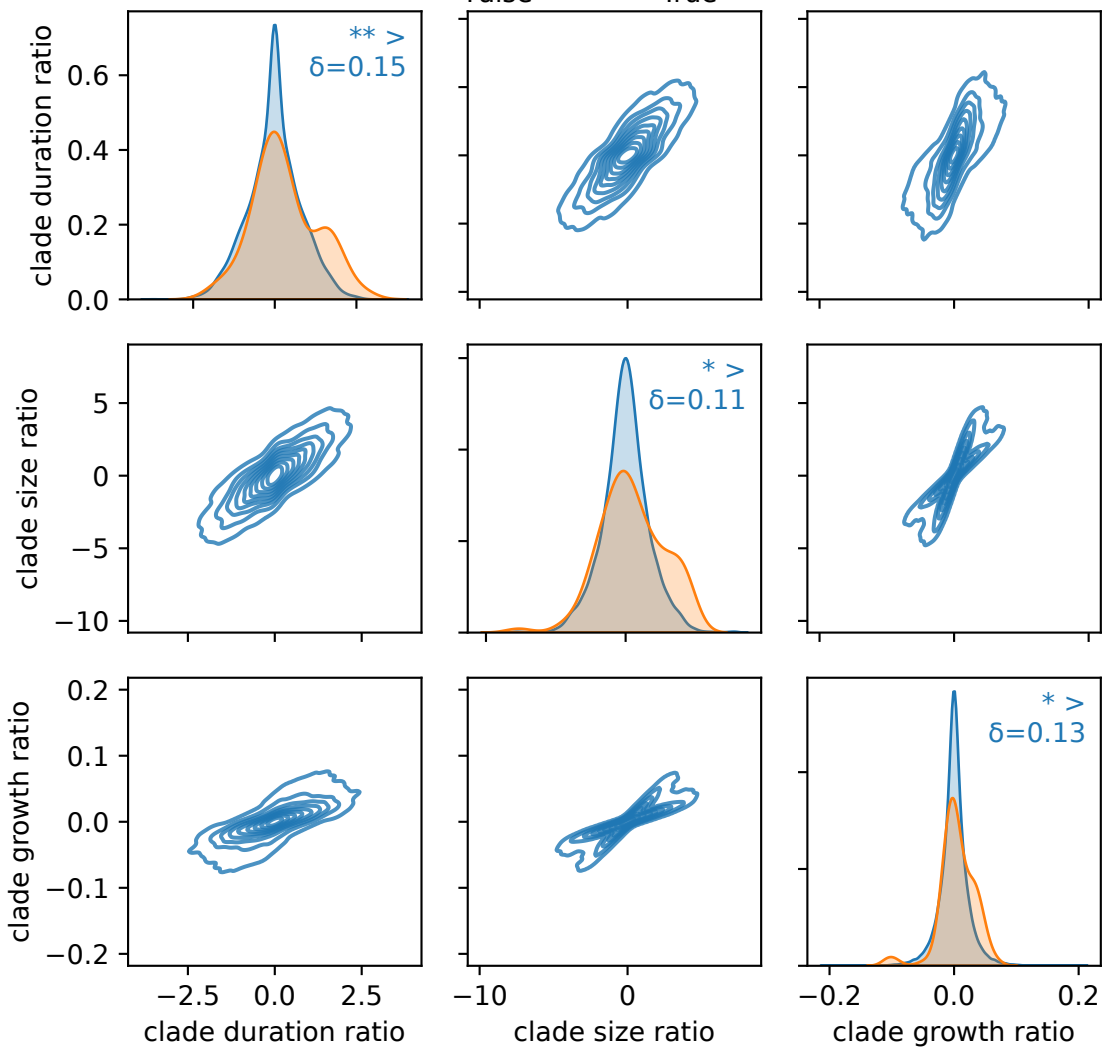 clade duration ratio
0.6
0.4
0.2
0.0
** >
δ=0.15
clade size ratio
5
0
−5
−10
* >
δ=0.11
clade growth ratio
0.2
0.1
0.0
−0.1
−0.2
* >
δ=0.13
−2.5
0.0
2.5
−10
0
−0.2
0.0
0.2
clade duration ratio
clade size ratio
clade growth ratio